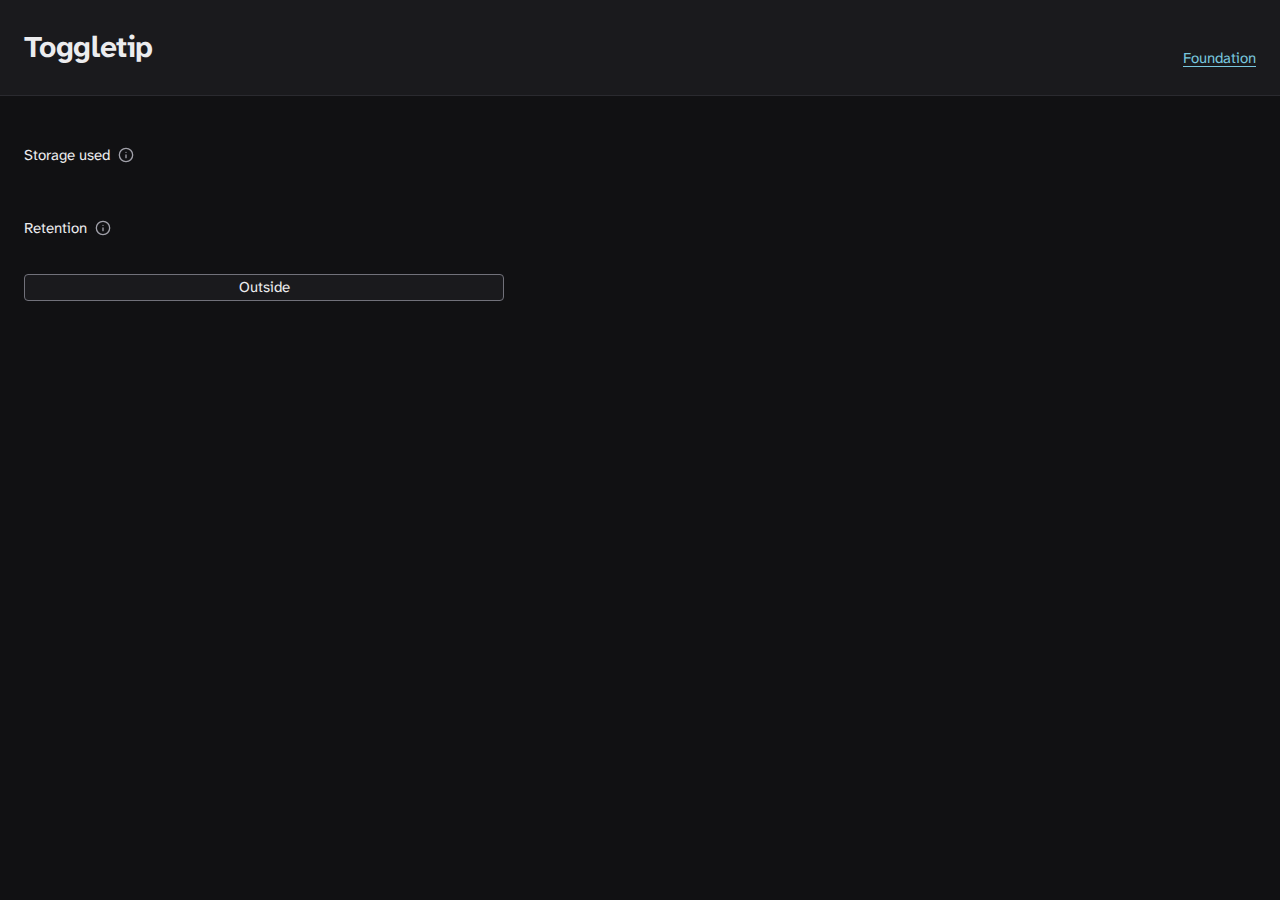 Toggletip
Foundation
Storage used
Retention
Outside